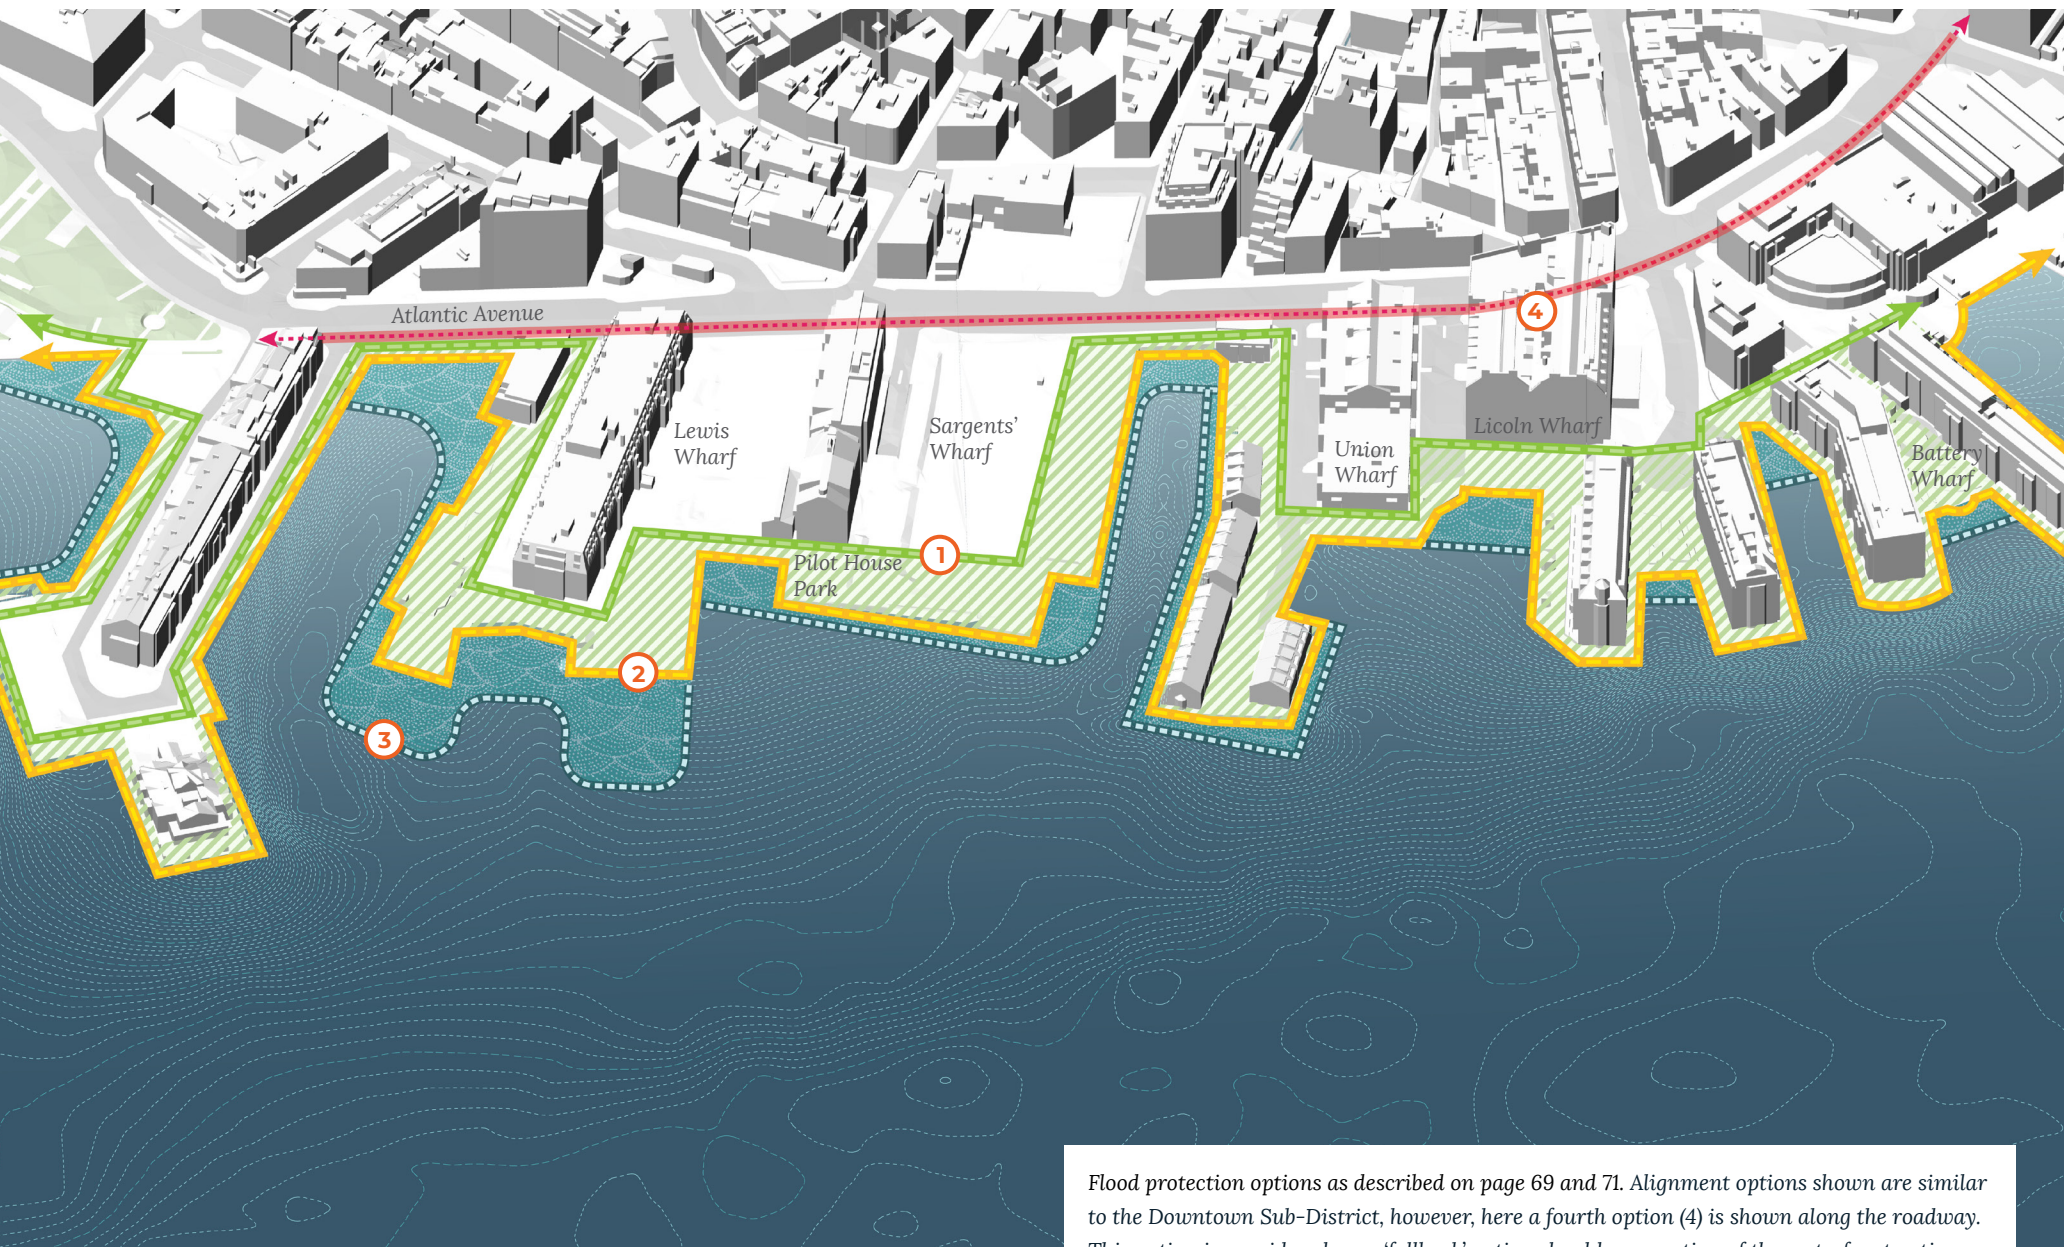 Atlantic Avenue
4
Lewis
Wharf
Sargents’
Wharf
Union
Wharf
Licoln Wharf
Battery
Wharf
1
Pilot House
Park
2
3
Flood protection options as described on page 69 and 71. Alignment options shown are similar
to the Downtown Sub-District, however, here a fourth option (4) is shown along the roadway.